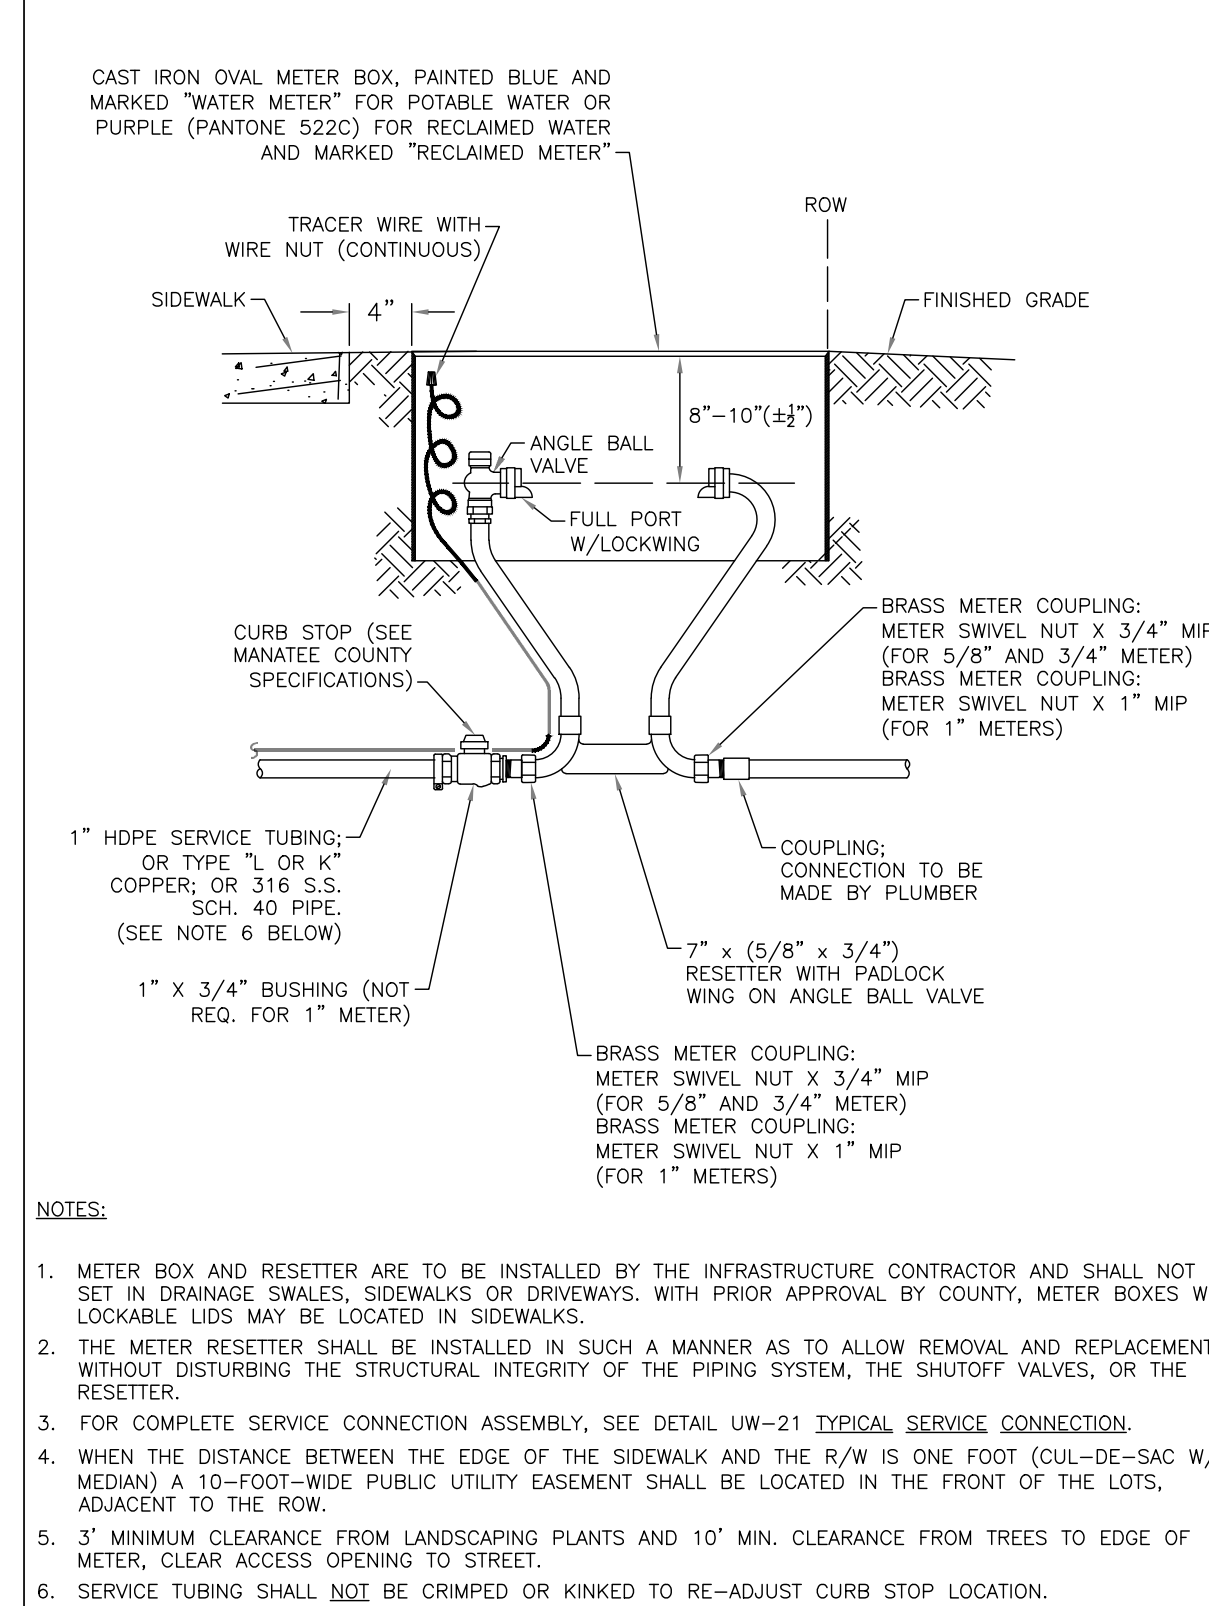 CAST IRON OVAL METER BOX, PAINTED BLUE AND
MARKED "WATER METER" FOR POTABLE WATER OR
PURPLE (PANTONE 522C) FOR RECLAIMED WATER
AND MARKED "RECLAIMED METER"
ROW
TRACER WIRE WITH
WIRE NUT (CONTINUOUS)
SIDEWALK
4"
FINISHED GRADE
8"-10"(±½")
ANGLE BALL
VALVE
FULL PORT
W/LOCKWING
BRASS METER COUPLING:
METER SWIVEL NUT X 3/4" MIP
(FOR 5/8" AND 3/4" METER)
BRASS METER COUPLING:
METER SWIVEL NUT X 1" MIP
(FOR 1" METERS)
CURB STOP (SEE
MANATEE COUNTY
SPECIFICATIONS)
1" HDPE SERVICE TUBING;
OR TYPE "L OR K"
COPPER; OR 316 S.S.
SCH. 40 PIPE.
(SEE NOTE 6 BELOW)
COUPLING;
CONNECTION TO BE
MADE BY PLUMBER
7" x (5/8" x 3/4")
RESETTER WITH PADLOCK
WING ON ANGLE BALL VALVE
1" X 3/4" BUSHING (NOT
REQ. FOR 1" METER)
BRASS METER COUPLING:
METER SWIVEL NUT X 3/4" MIP
(FOR 5/8" AND 3/4" METER)
BRASS METER COUPLING:
METER SWIVEL NUT X 1" MIP
(FOR 1" METERS)
NOTES:
1. METER BOX AND RESETTER ARE TO BE INSTALLED BY THE INFRASTRUCTURE CONTRACTOR AND SHALL NOT
SET IN DRAINAGE SWALES, SIDEWALKS OR DRIVEWAYS. WITH PRIOR APPROVAL BY COUNTY, METER BOXES
LOCKABLE LIDS MAY BE LOCATED IN SIDEWALKS.
2. THE METER RESETTER SHALL BE INSTALLED IN SUCH A MANNER AS TO ALLOW REMOVAL AND REPLACEMENT
WITHOUT DISTURBING THE STRUCTURAL INTEGRITY OF THE PIPING SYSTEM, THE SHUTOFF VALVES, OR THE
RESETTER.
3. FOR COMPLETE SERVICE CONNECTION ASSEMBLY, SEE DETAIL UW-21 TYPICAL SERVICE CONNECTION.
4. WHEN THE DISTANCE BETWEEN THE EDGE OF THE SIDEWALK AND THE R/W IS ONE FOOT (CUL-DE-SAC W/
MEDIAN) A 10-FOOT-WIDE PUBLIC UTILITY EASEMENT SHALL BE LOCATED IN THE FRONT OF THE LOTS,
ADJACENT TO THE ROW.
5. 3' MINIMUM CLEARANCE FROM LANDSCAPING PLANTS AND 10' MIN. CLEARANCE FROM TREES TO EDGE OF
METER, CLEAR ACCESS OPENING TO STREET.
6. SERVICE TUBING SHALL NOT BE CRIMPED OR KINKED TO RE-ADJUST CURB STOP LOCATION.